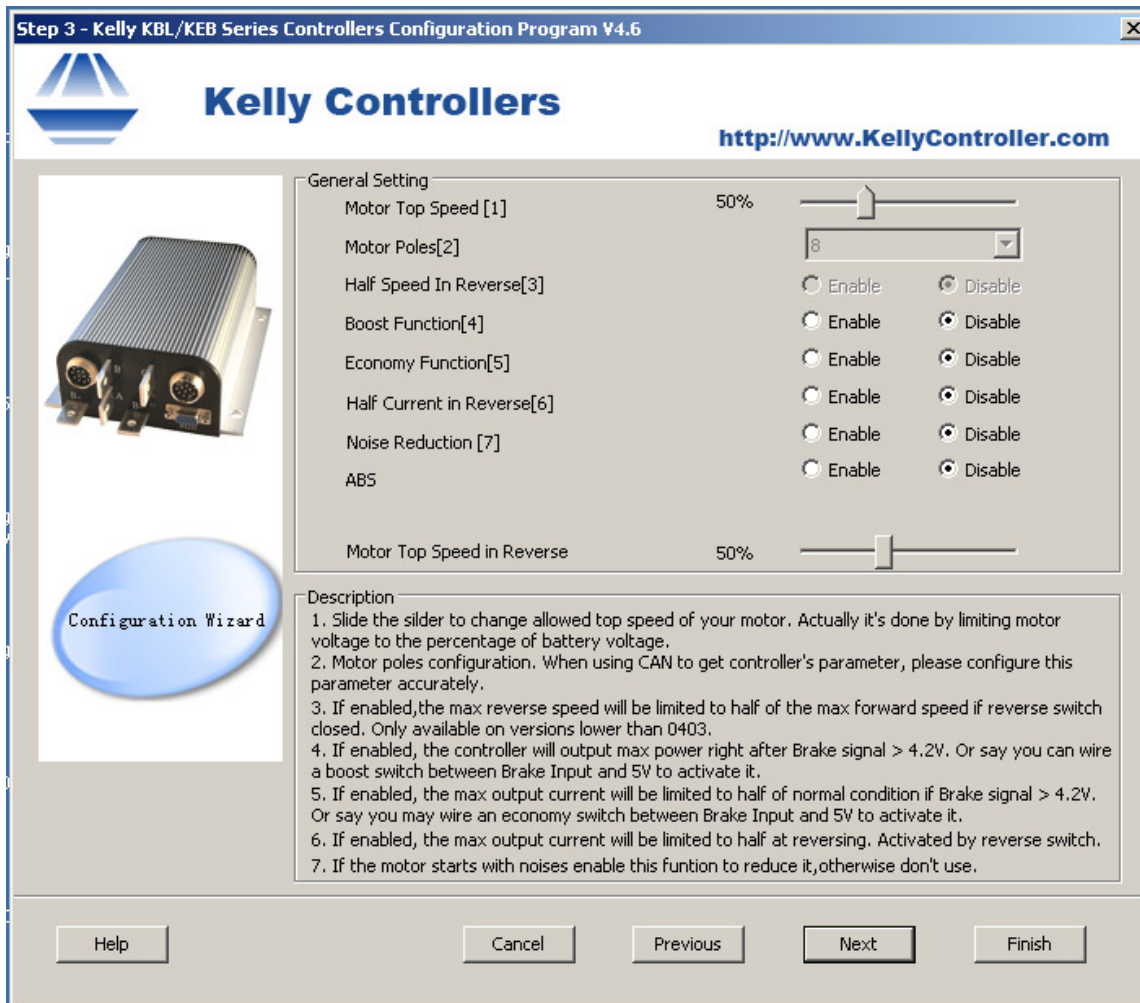 Step 3 - Kelly KBL/KEB Series Controllers Configuration Program V4.6
Kelly Controllers
http://www.KellyController.com
General Setting
Motor Top Speed [1] 50%
Motor Poles[2] 8
Half Speed In Reverse[3] Enable Disable
Boost Function[4] Enable Disable
Economy Function[5] Enable Disable
Half Current in Reverse[6] Enable Disable
Noise Reduction [7] Enable Disable
ABS Enable Disable
Motor Top Speed in Reverse 50%
Configuration Wizard
Description
1. Slide the silder to change allowed top speed of your motor. Actually it's done by limiting motor
voltage to the percentage of battery voltage.
2. Motor poles configuration. When using CAN to get controller's parameter, please configure this
parameter accurately.
3. If enabled,the max reverse speed will be limited to half of the max forward speed if reverse switch
closed. Only available on versions lower than 0403.
4. If enabled, the controller will output max power right after Brake signal > 4.2V. Or say you can wire
a boost switch between Brake Input and 5V to activate it.
5. If enabled, the max output current will be limited to half of normal condition if Brake signal > 4.2V.
Or say you may wire an economy switch between Brake Input and 5V to activate it.
6. If enabled, the max output current will be limited to half at reversing. Activated by reverse switch.
7. If the motor starts with noises enable this funtion to reduce it,otherwise don't use.
Help Cancel Previous Next Finish